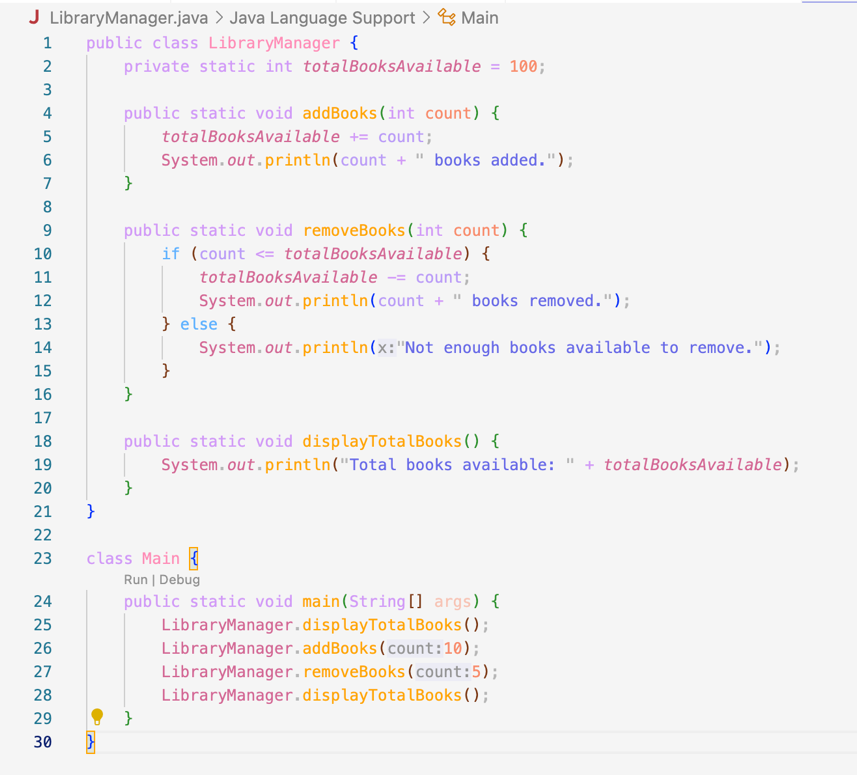 J LibraryManager.java > Java Language Support > Main
1 public class LibraryManager {
2     private static int totalBooksAvailable = 100;
3
4     public static void addBooks(int count) {
5         totalBooksAvailable += count;
6         System.out.println(count + " books added.");
7     }
8
9     public static void removeBooks(int count) {
10         if (count <= totalBooksAvailable) {
11             totalBooksAvailable -= count;
12             System.out.println(count + " books removed.");
13         } else {
14             System.out.println(x:"Not enough books available to remove.");
15         }
16     }
17
18     public static void displayTotalBooks() {
19         System.out.println("Total books available: " + totalBooksAvailable);
20     }
21 }
22
23 class Main {
Run | Debug
24     public static void main(String[] args) {
25         LibraryManager.displayTotalBooks();
26         LibraryManager.addBooks(count:10);
27         LibraryManager.removeBooks(count:5);
28         LibraryManager.displayTotalBooks();
29     }
30 }